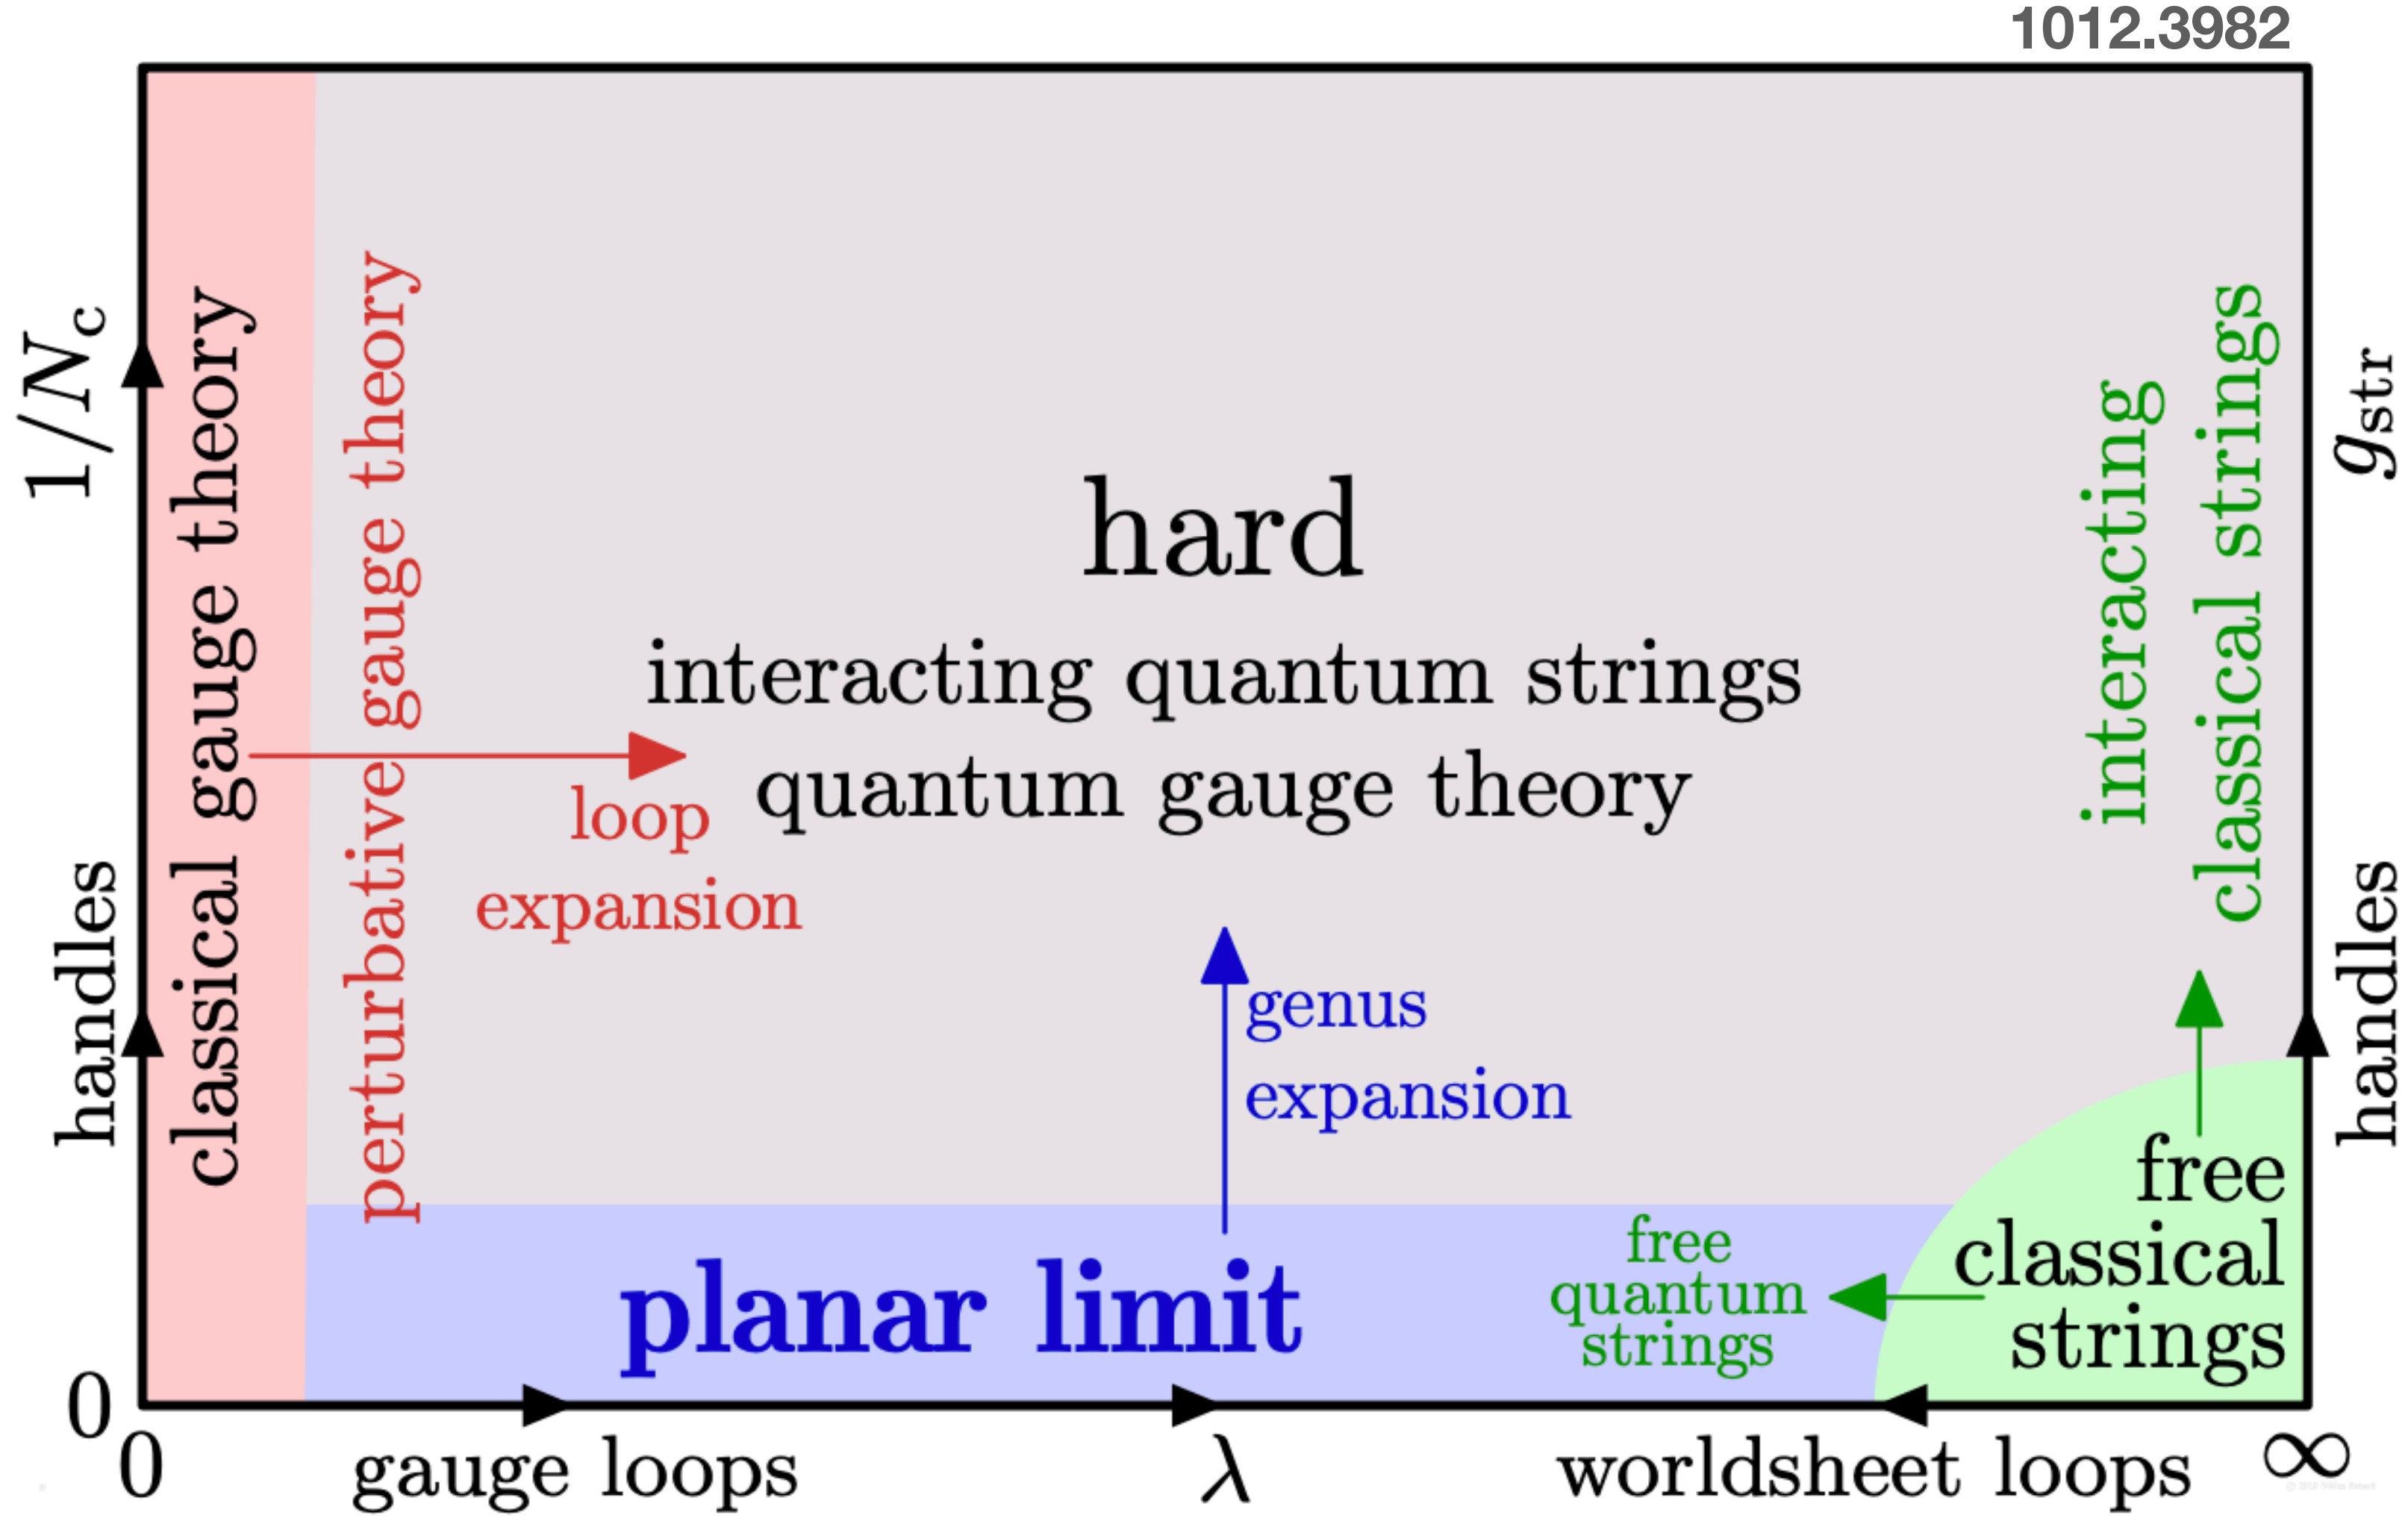 1012.3982
1/N_c
handles
classical gauge theory
perturbative gauge theory
loop
expansion
hard
interacting quantum strings
quantum gauge theory
genus
expansion
interacting
classical strings
g_str
handles
planar limit
free
quantum
strings
free
classical
strings
0
0
gauge loops
λ
worldsheet loops
∞